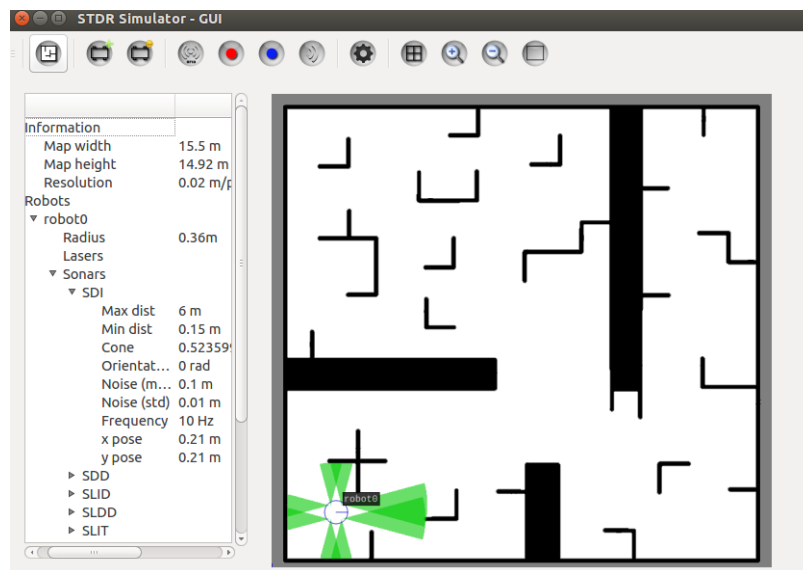 STDR Simulator - GUI
Information
Map width 15.5 m
Map height 14.92 m
Resolution 0.02 m/p
Robots
robot0
Radius 0.36m
Lasers
Sonars
SDI
Max dist 6 m
Min dist 0.15 m
Cone 0.523599
Orientat... 0 rad
Noise (m... 0.1 m
Noise (std) 0.01 m
Frequency 10 Hz
x pose 0.21 m
y pose 0.21 m
SDD
SLID
SLDD
SLIT
robot0